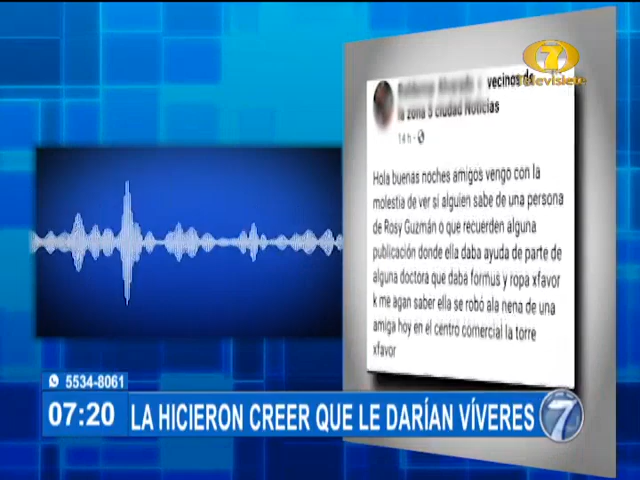 7
Televisiete
vecinos de
la zona 5 ciudad Noticias
14 h
Hola buenas noches amigos vengo con la
molestia de ver si alguien sabe de una persona
de Rosy Guzmán o que recuerden alguna
publicación donde ella daba ayuda de parte de
alguna doctora que daba formus y ropa xfavor
k me agan saber ella se robó ala nena de una
amiga hoy en el centro comercial la torre
xfavor
5534-8061
07:20 LA HICIERON CREER QUE LE DARÍAN VÍVERES 7